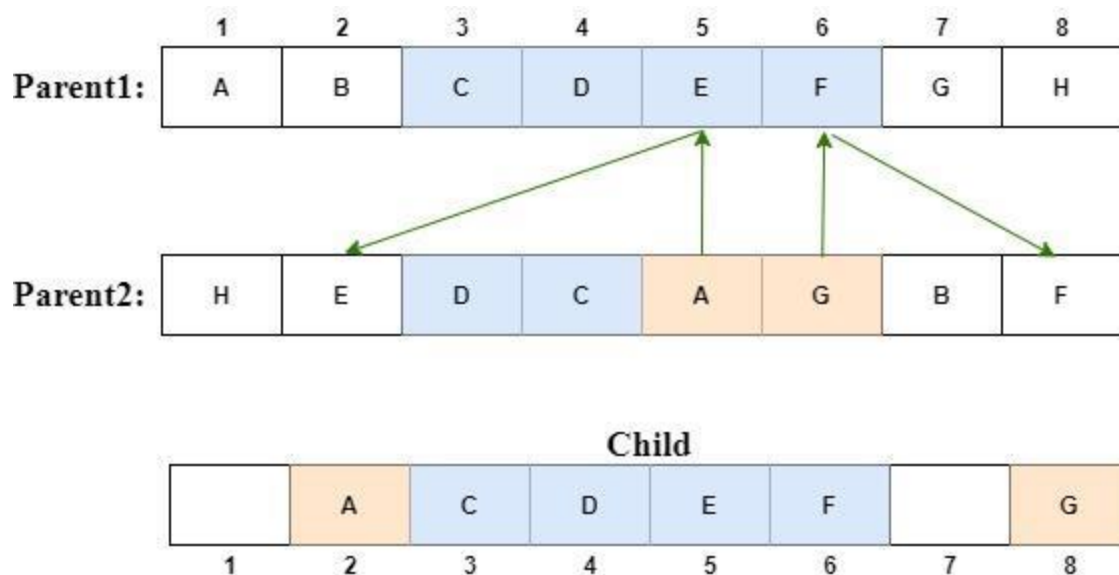 1 2 3 4 5 6 7 8
Parent1: A B C D E F G H
Parent2: H E D C A G B F
Child
A C D E F G
1 2 3 4 5 6 7 8